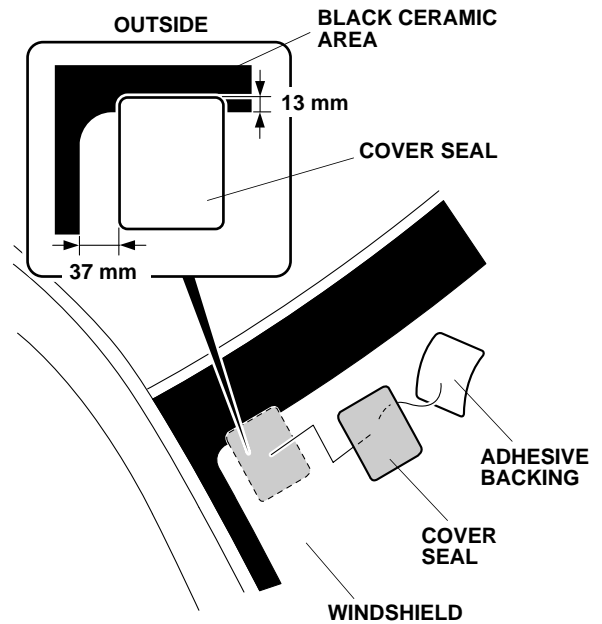 OUTSIDE
BLACK CERAMIC
AREA
13 mm
COVER SEAL
37 mm
ADHESIVE
BACKING
COVER
SEAL
WINDSHIELD